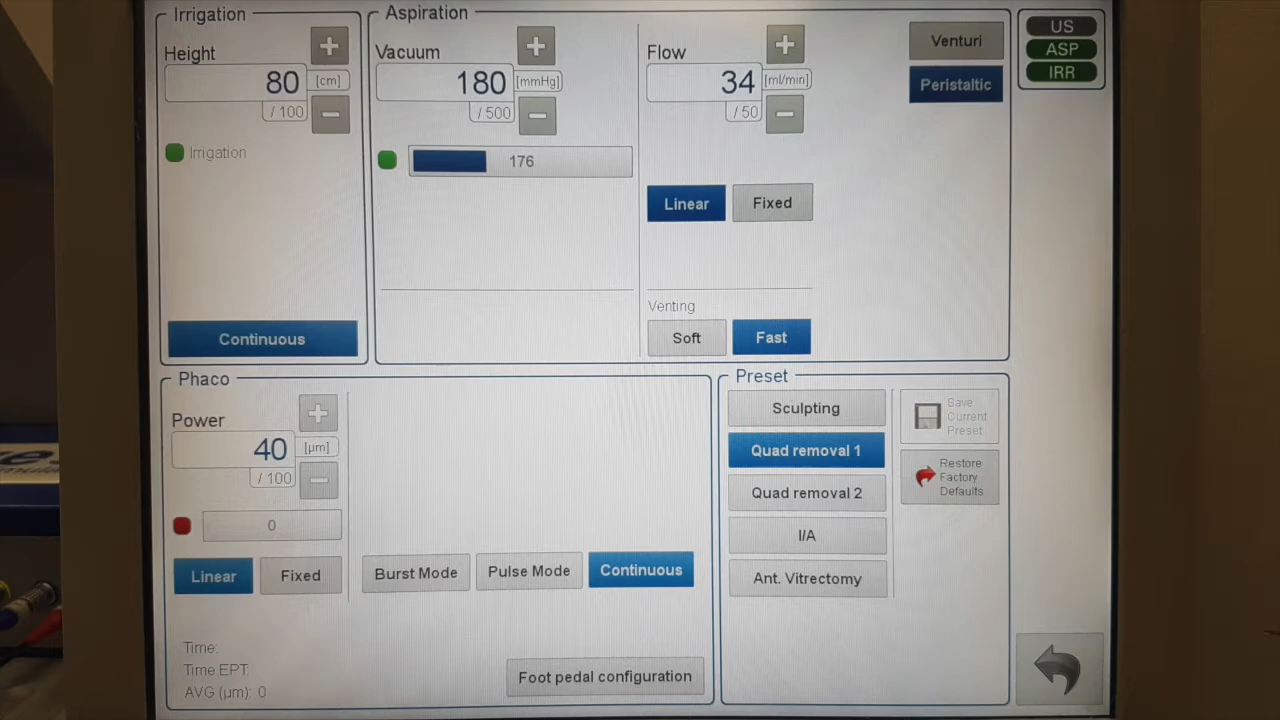 Irrigation
Height
80 [cm]
/ 100
Irrigation
Continuous
Aspiration
Vacuum
180 [mmHg]
/ 500
176
Flow
34 [ml/min]
/ 50
Linear Fixed
Venting
Soft Fast
Venturi
Peristaltic
US
ASP
IRR
Phaco
Power
40 [µm]
/ 100
0
Linear Fixed
Burst Mode Pulse Mode Continuous
Time:
Time EPT:
AVG (µm): 0
Foot pedal configuration
Preset
Sculpting
Quad removal 1
Quad removal 2
I/A
Ant. Vitrectomy
Save
Current
Preset
Restore
Factory
Defaults